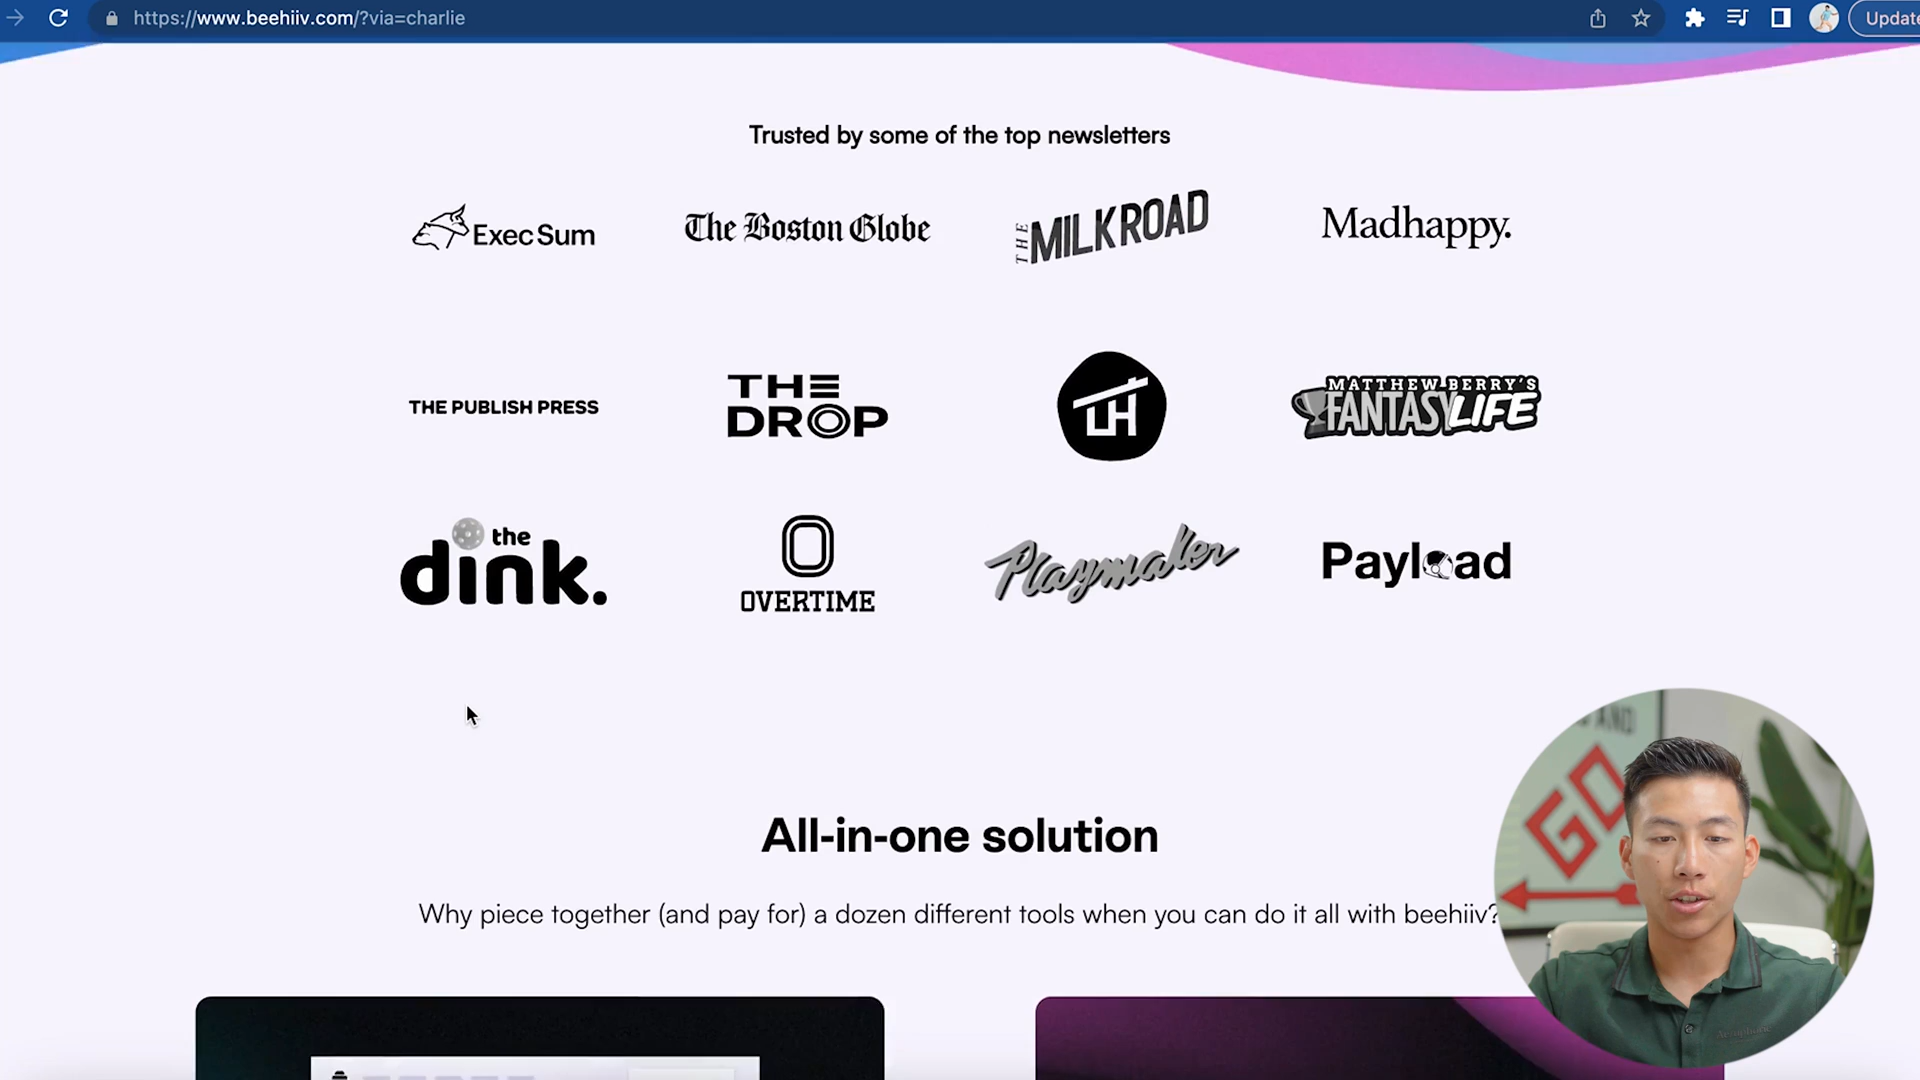 https://www.beehiiv.com/?via=charlie
Update
Trusted by some of the top newsletters
Exec Sum
The Boston Globe
THE MILK ROAD
Madhappy.
THE PUBLISH PRESS
THE DROP
LH
MATTHEW BERRY'S
FANTASY LIFE
the
dink.
O
OVERTIME
Playmaker
Payload
All-in-one solution
Why piece together (and pay for) a dozen different tools when you can do it all with beehiiv?
AND
GO